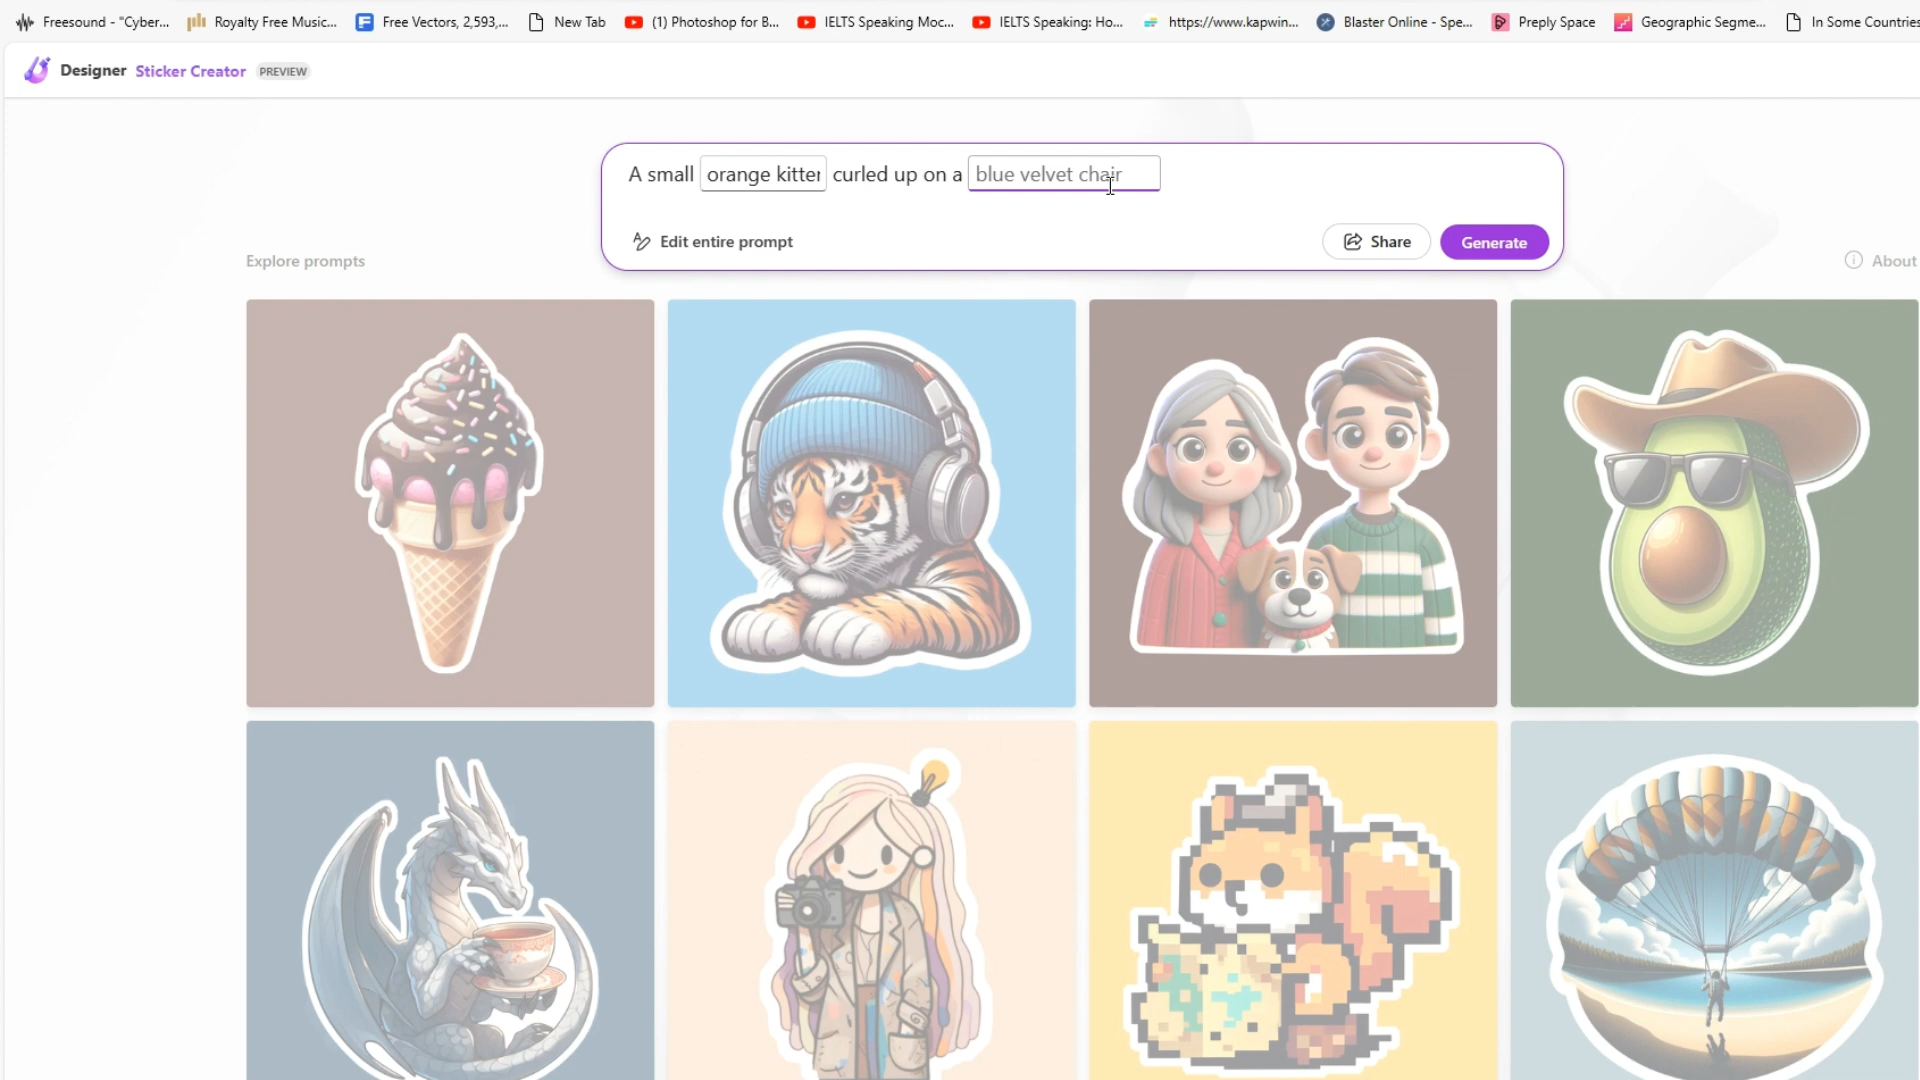 Freesound - "Cyber... Royalty Free Music... Free Vectors, 2,593,... New Tab (1) Photoshop for B... IELTS Speaking Moc... IELTS Speaking: Ho... https://www.kapwin... Blaster Online - Spe... Preply Space Geographic Segme... In Some Countries
Designer Sticker Creator PREVIEW
A small orange kitten curled up on a blue velvet chair
Edit entire prompt Share Generate
Explore prompts About